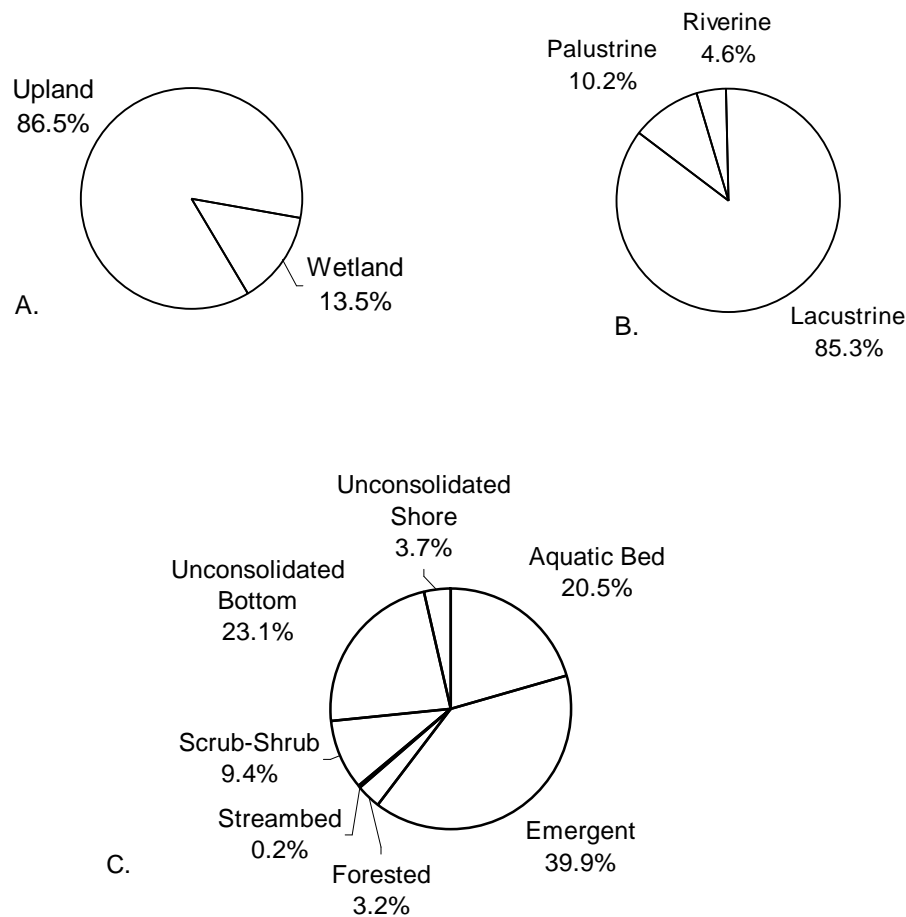 Upland
86.5%
Wetland
13.5%
A.
Riverine
4.6%
Palustrine
10.2%
Lacustrine
85.3%
B.
Unconsolidated
Shore
3.7%
Aquatic Bed
20.5%
Unconsolidated
Bottom
23.1%
Scrub-Shrub
9.4%
Streambed
0.2%
Forested
3.2%
Emergent
39.9%
C.